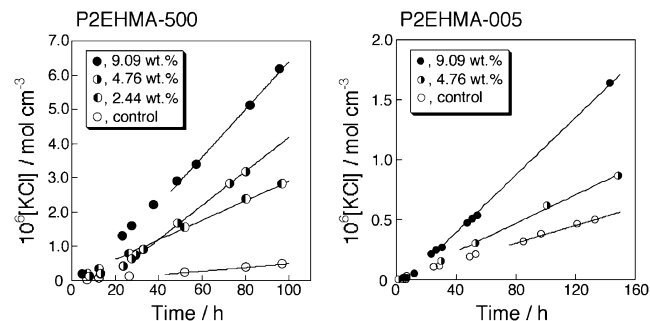 P2EHMA-500
P2EHMA-005
7.0
6.0
5.0
4.0
3.0
2.0
1.0
0
10⁶[KCl] / mol cm⁻³
●, 9.09 wt.%
◑, 4.76 wt.%
◐, 2.44 wt.%
○, control
0 20 40 60 80 100
Time / h
2.0
1.5
1.0
0.5
0.0
10⁶[KCl] / mol cm⁻³
●, 9.09 wt.%
◐, 4.76 wt.%
○, control
0 40 80 120 160
Time / h